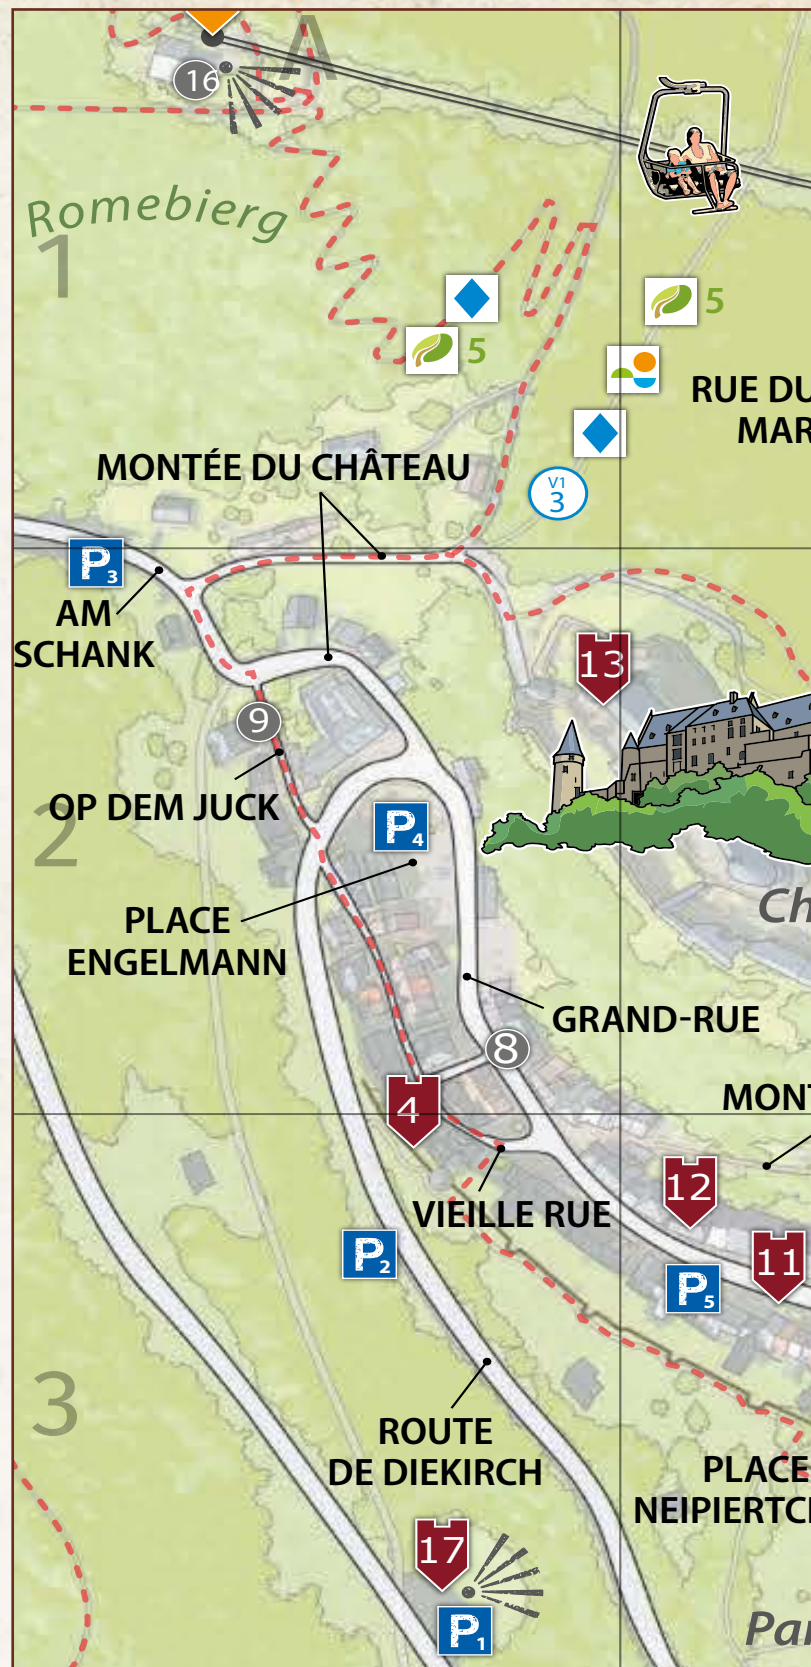 A
16
Romebierg
1
5
5
RUE DU
MAR
MONTÉE DU CHÂTEAU
V1
3
P3
AM
SCHANK
13
9
OP DEM JUCK
2
P4
PLACE
ENGELMANN
Ch
GRAND-RUE
8
MONT
4
12
VIEILLE RUE
P2
11
P5
3
ROUTE
DE DIEKIRCH
PLACE
NEIPIERTC
17
P1
Par